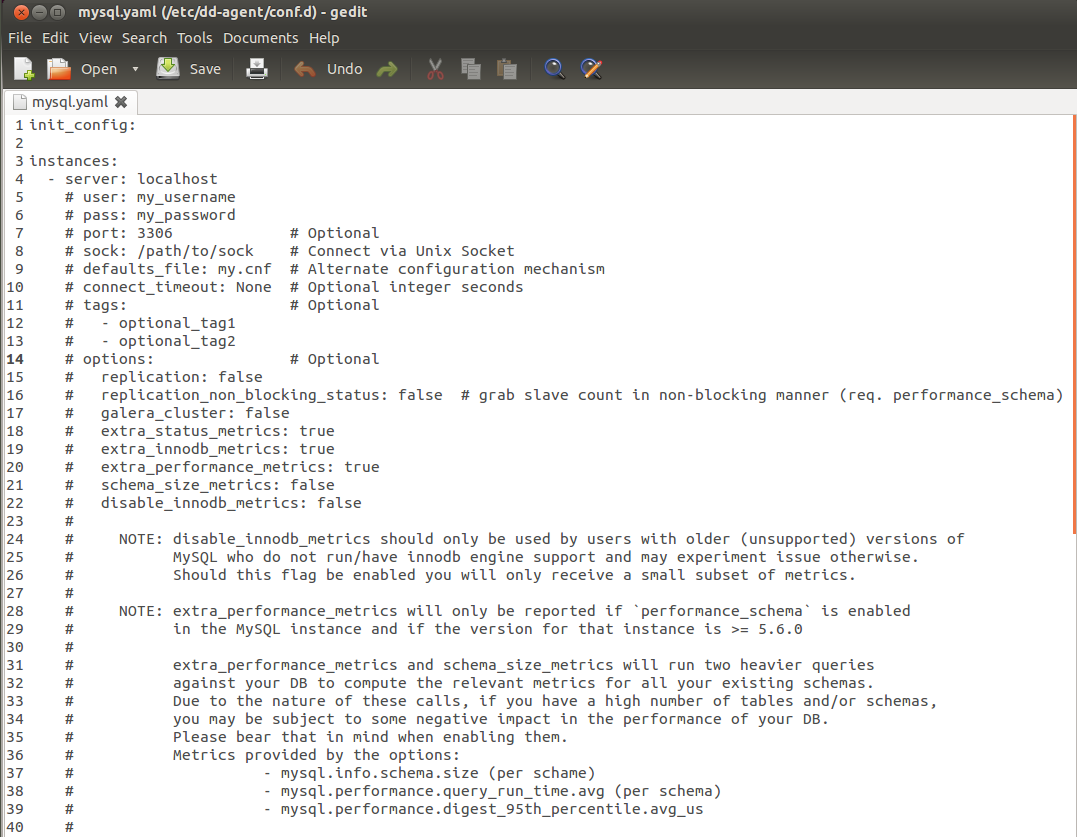 mysql.yaml (/etc/dd-agent/conf.d) - gedit
File Edit View Search Tools Documents Help
Open Save Undo
mysql.yaml
1 init_config:
2
3 instances:
4   - server: localhost
5     # user: my_username
6     # pass: my_password
7     # port: 3306             # Optional
8     # sock: /path/to/sock    # Connect via Unix Socket
9     # defaults_file: my.cnf  # Alternate configuration mechanism
10     # connect_timeout: None  # Optional integer seconds
11     # tags:                  # Optional
12     #   - optional_tag1
13     #   - optional_tag2
14     # options:               # Optional
15     #   replication: false
16     #   replication_non_blocking_status: false  # grab slave count in non-blocking manner (req. performance_schema)
17     #   galera_cluster: false
18     #   extra_status_metrics: true
19     #   extra_innodb_metrics: true
20     #   extra_performance_metrics: true
21     #   schema_size_metrics: false
22     #   disable_innodb_metrics: false
23     #
24     #     NOTE: disable_innodb_metrics should only be used by users with older (unsupported) versions of
25     #           MySQL who do not run/have innodb engine support and may experiment issue otherwise.
26     #           Should this flag be enabled you will only receive a small subset of metrics.
27     #
28     #     NOTE: extra_performance_metrics will only be reported if `performance_schema` is enabled
29     #           in the MySQL instance and if the version for that instance is >= 5.6.0
30     #
31     #           extra_performance_metrics and schema_size_metrics will run two heavier queries
32     #           against your DB to compute the relevant metrics for all your existing schemas.
33     #           Due to the nature of these calls, if you have a high number of tables and/or schemas,
34     #           you may be subject to some negative impact in the performance of your DB.
35     #           Please bear that in mind when enabling them.
36     #           Metrics provided by the options:
37     #                     - mysql.info.schema.size (per schame)
38     #                     - mysql.performance.query_run_time.avg (per schema)
39     #                     - mysql.performance.digest_95th_percentile.avg_us
40     #